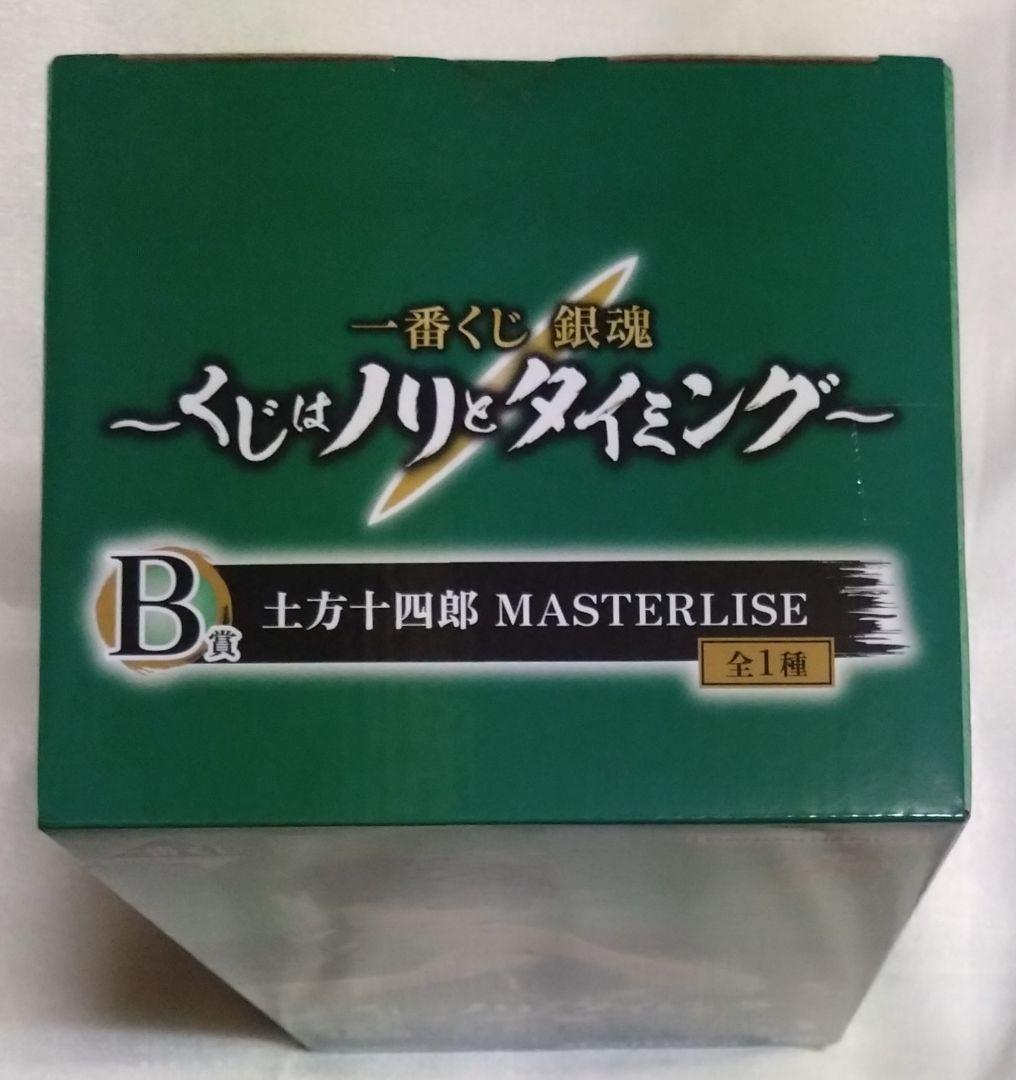 一番くじ 銀魂
～くじはノリとタイミング～
B賞 土方十四郎 MASTERLISE
全1種